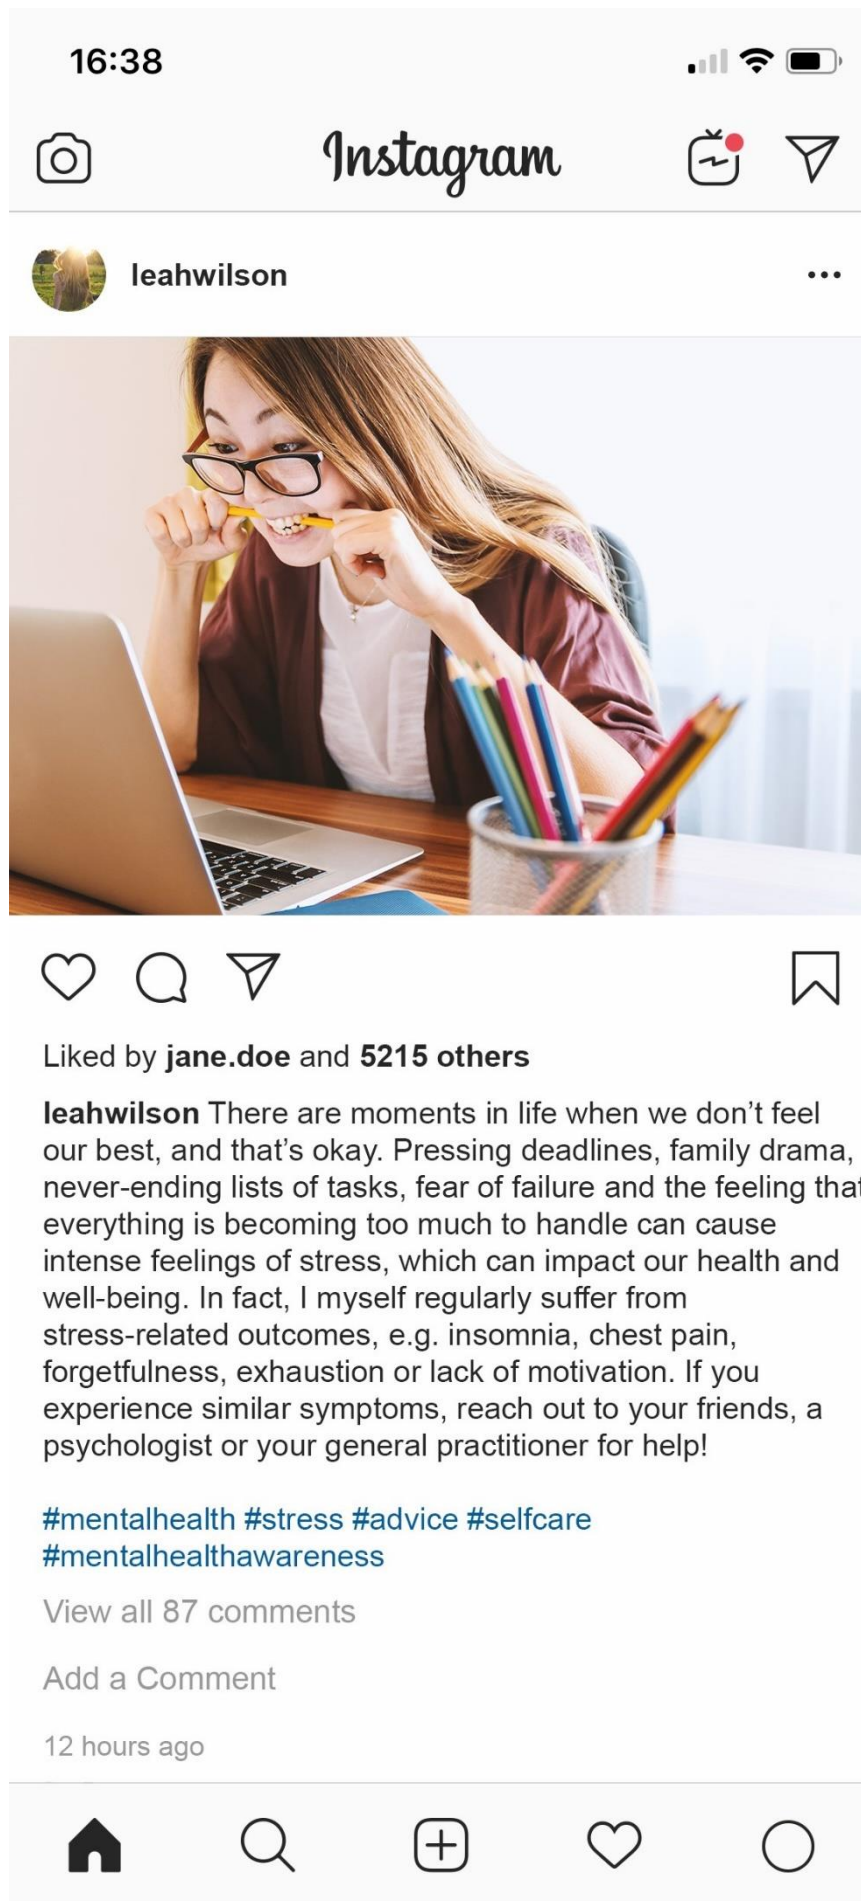 16:38
Instagram
leahwilson
Liked by jane.doe and 5215 others
leahwilson There are moments in life when we don’t feel
our best, and that’s okay. Pressing deadlines, family drama,
never-ending lists of tasks, fear of failure and the feeling that
everything is becoming too much to handle can cause
intense feelings of stress, which can impact our health and
well-being. In fact, I myself regularly suffer from
stress-related outcomes, e.g. insomnia, chest pain,
forgetfulness, exhaustion or lack of motivation. If you
experience similar symptoms, reach out to your friends, a
psychologist or your general practitioner for help!
#mentalhealth #stress #advice #selfcare
#mentalhealthawareness
View all 87 comments
Add a Comment
12 hours ago